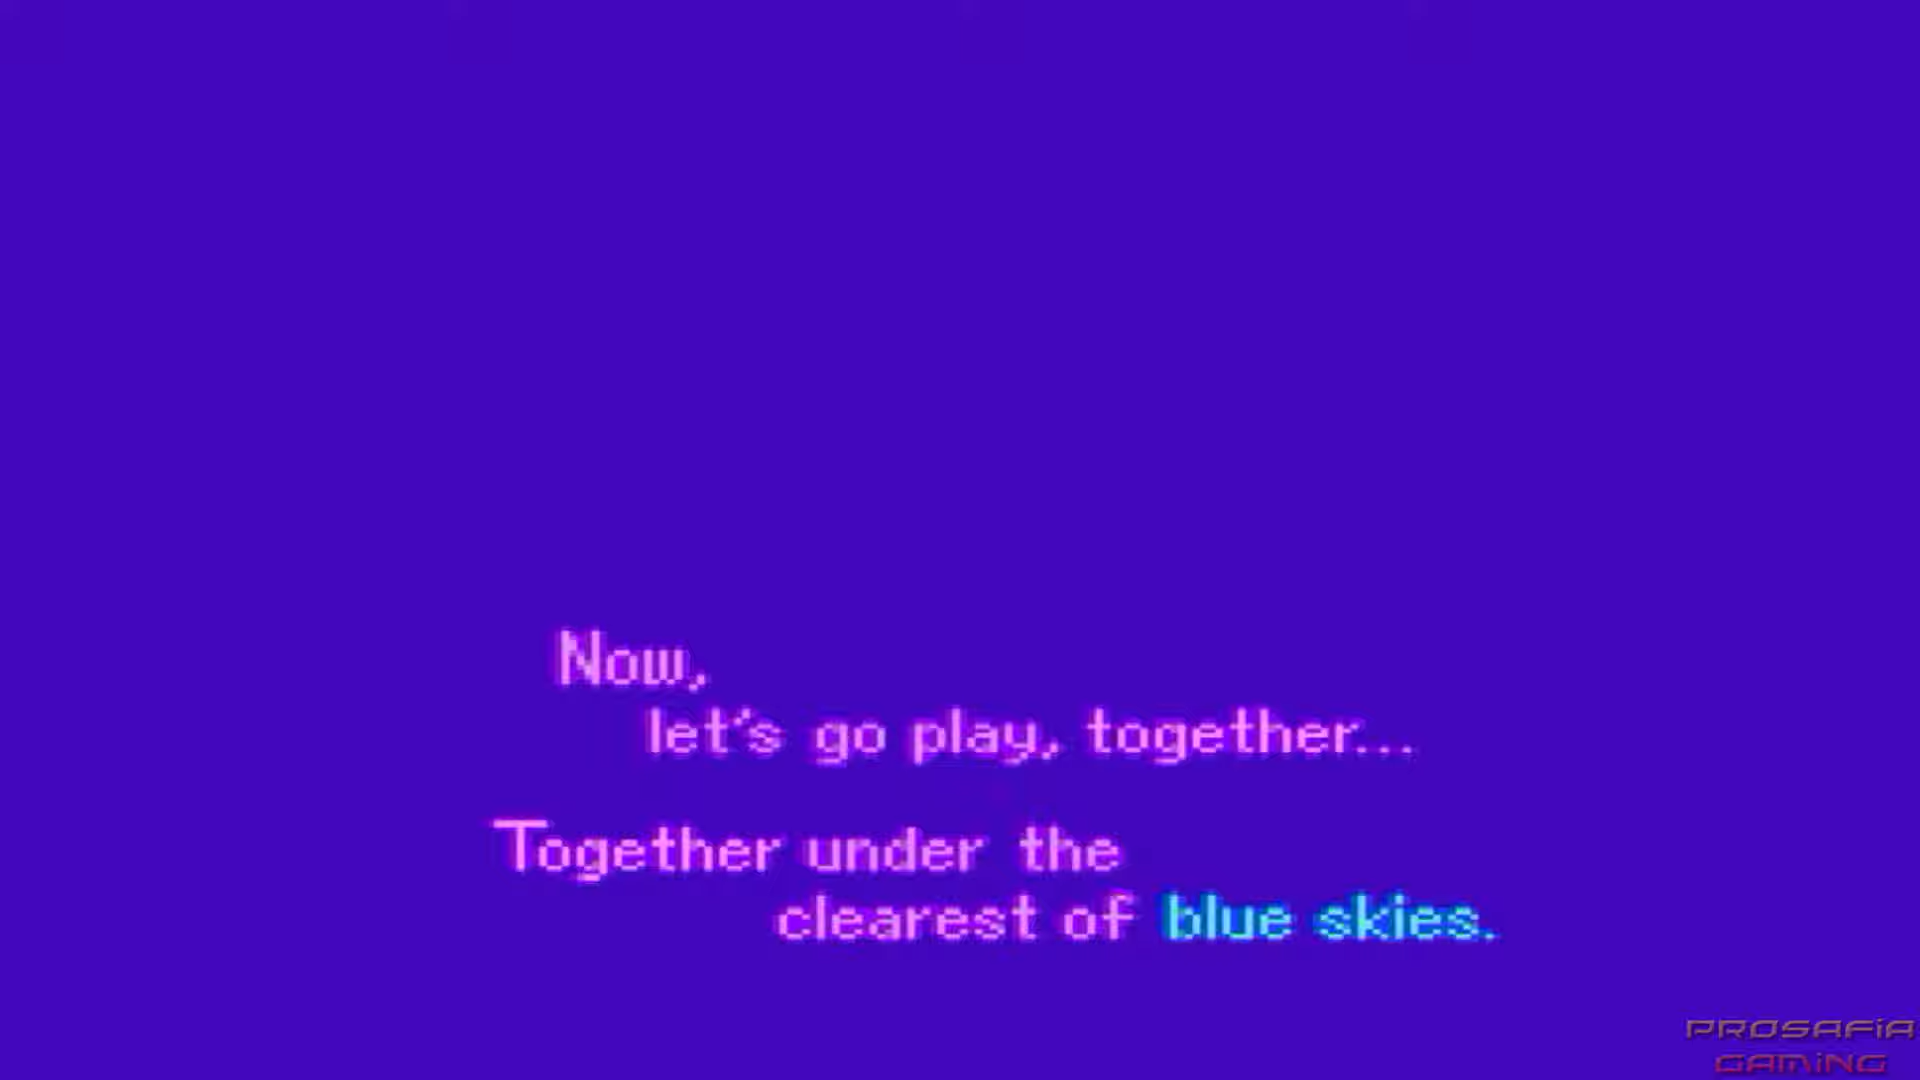 Now,
let's go play, together...
Together under the
clearest of blue skies.
PROSAFiA
GAMiNG